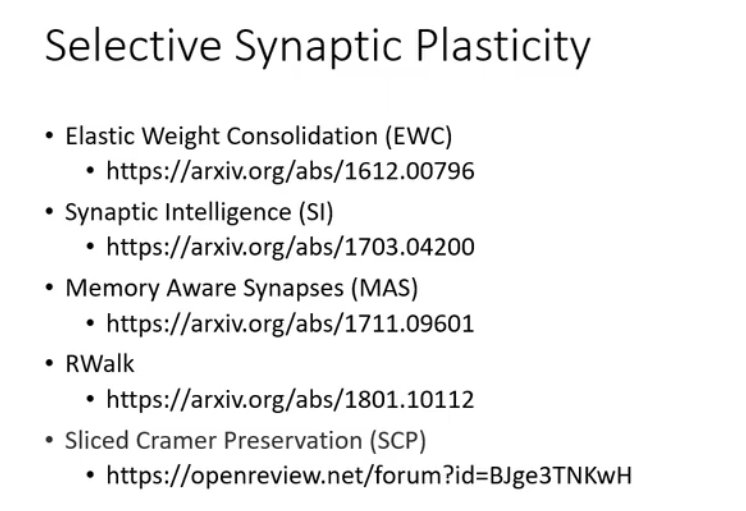 Selective Synaptic Plasticity
• Elastic Weight Consolidation (EWC)
• https://arxiv.org/abs/1612.00796
• Synaptic Intelligence (SI)
• https://arxiv.org/abs/1703.04200
• Memory Aware Synapses (MAS)
• https://arxiv.org/abs/1711.09601
• RWalk
• https://arxiv.org/abs/1801.10112
• Sliced Cramer Preservation (SCP)
• https://openreview.net/forum?id=BJge3TNKwH